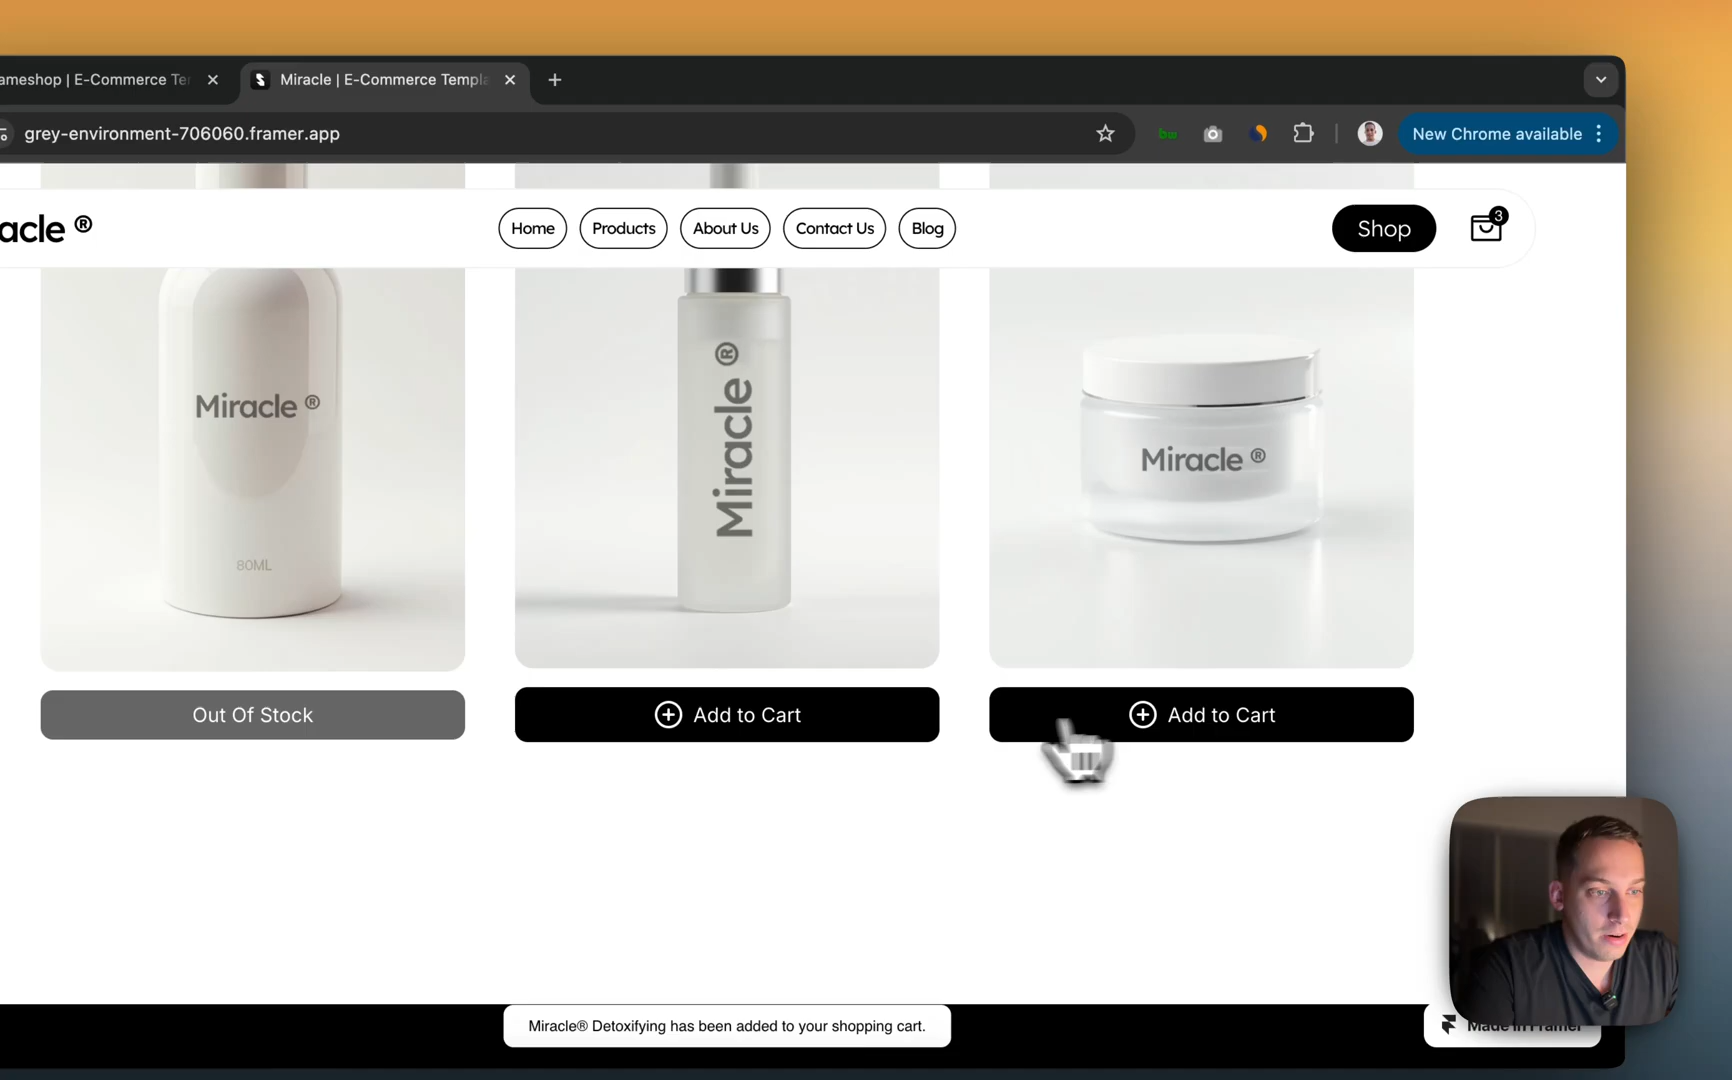 ameshop | E-Commerce Te
Miracle | E-Commerce Templa
grey-environment-706060.framer.app
New Chrome available
acle ®
Home
Products
About Us
Contact Us
Blog
Shop
3
Miracle ®
80ML
Miracle ®
Miracle ®
Out Of Stock
Add to Cart
Add to Cart
Miracle® Detoxifying has been added to your shopping cart.
Made in Framer